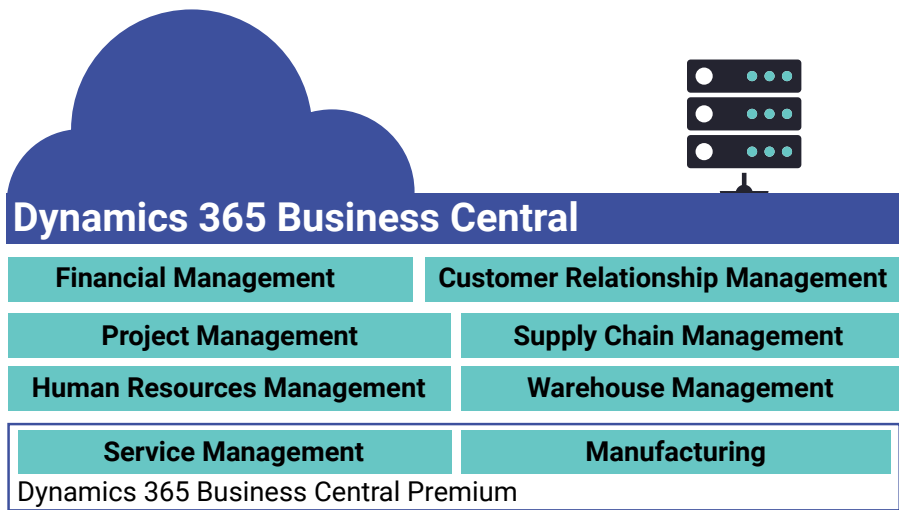 Dynamics 365 Business Central
Financial Management
Customer Relationship Management
Project Management
Supply Chain Management
Human Resources Management
Warehouse Management
Service Management
Manufacturing
Dynamics 365 Business Central Premium